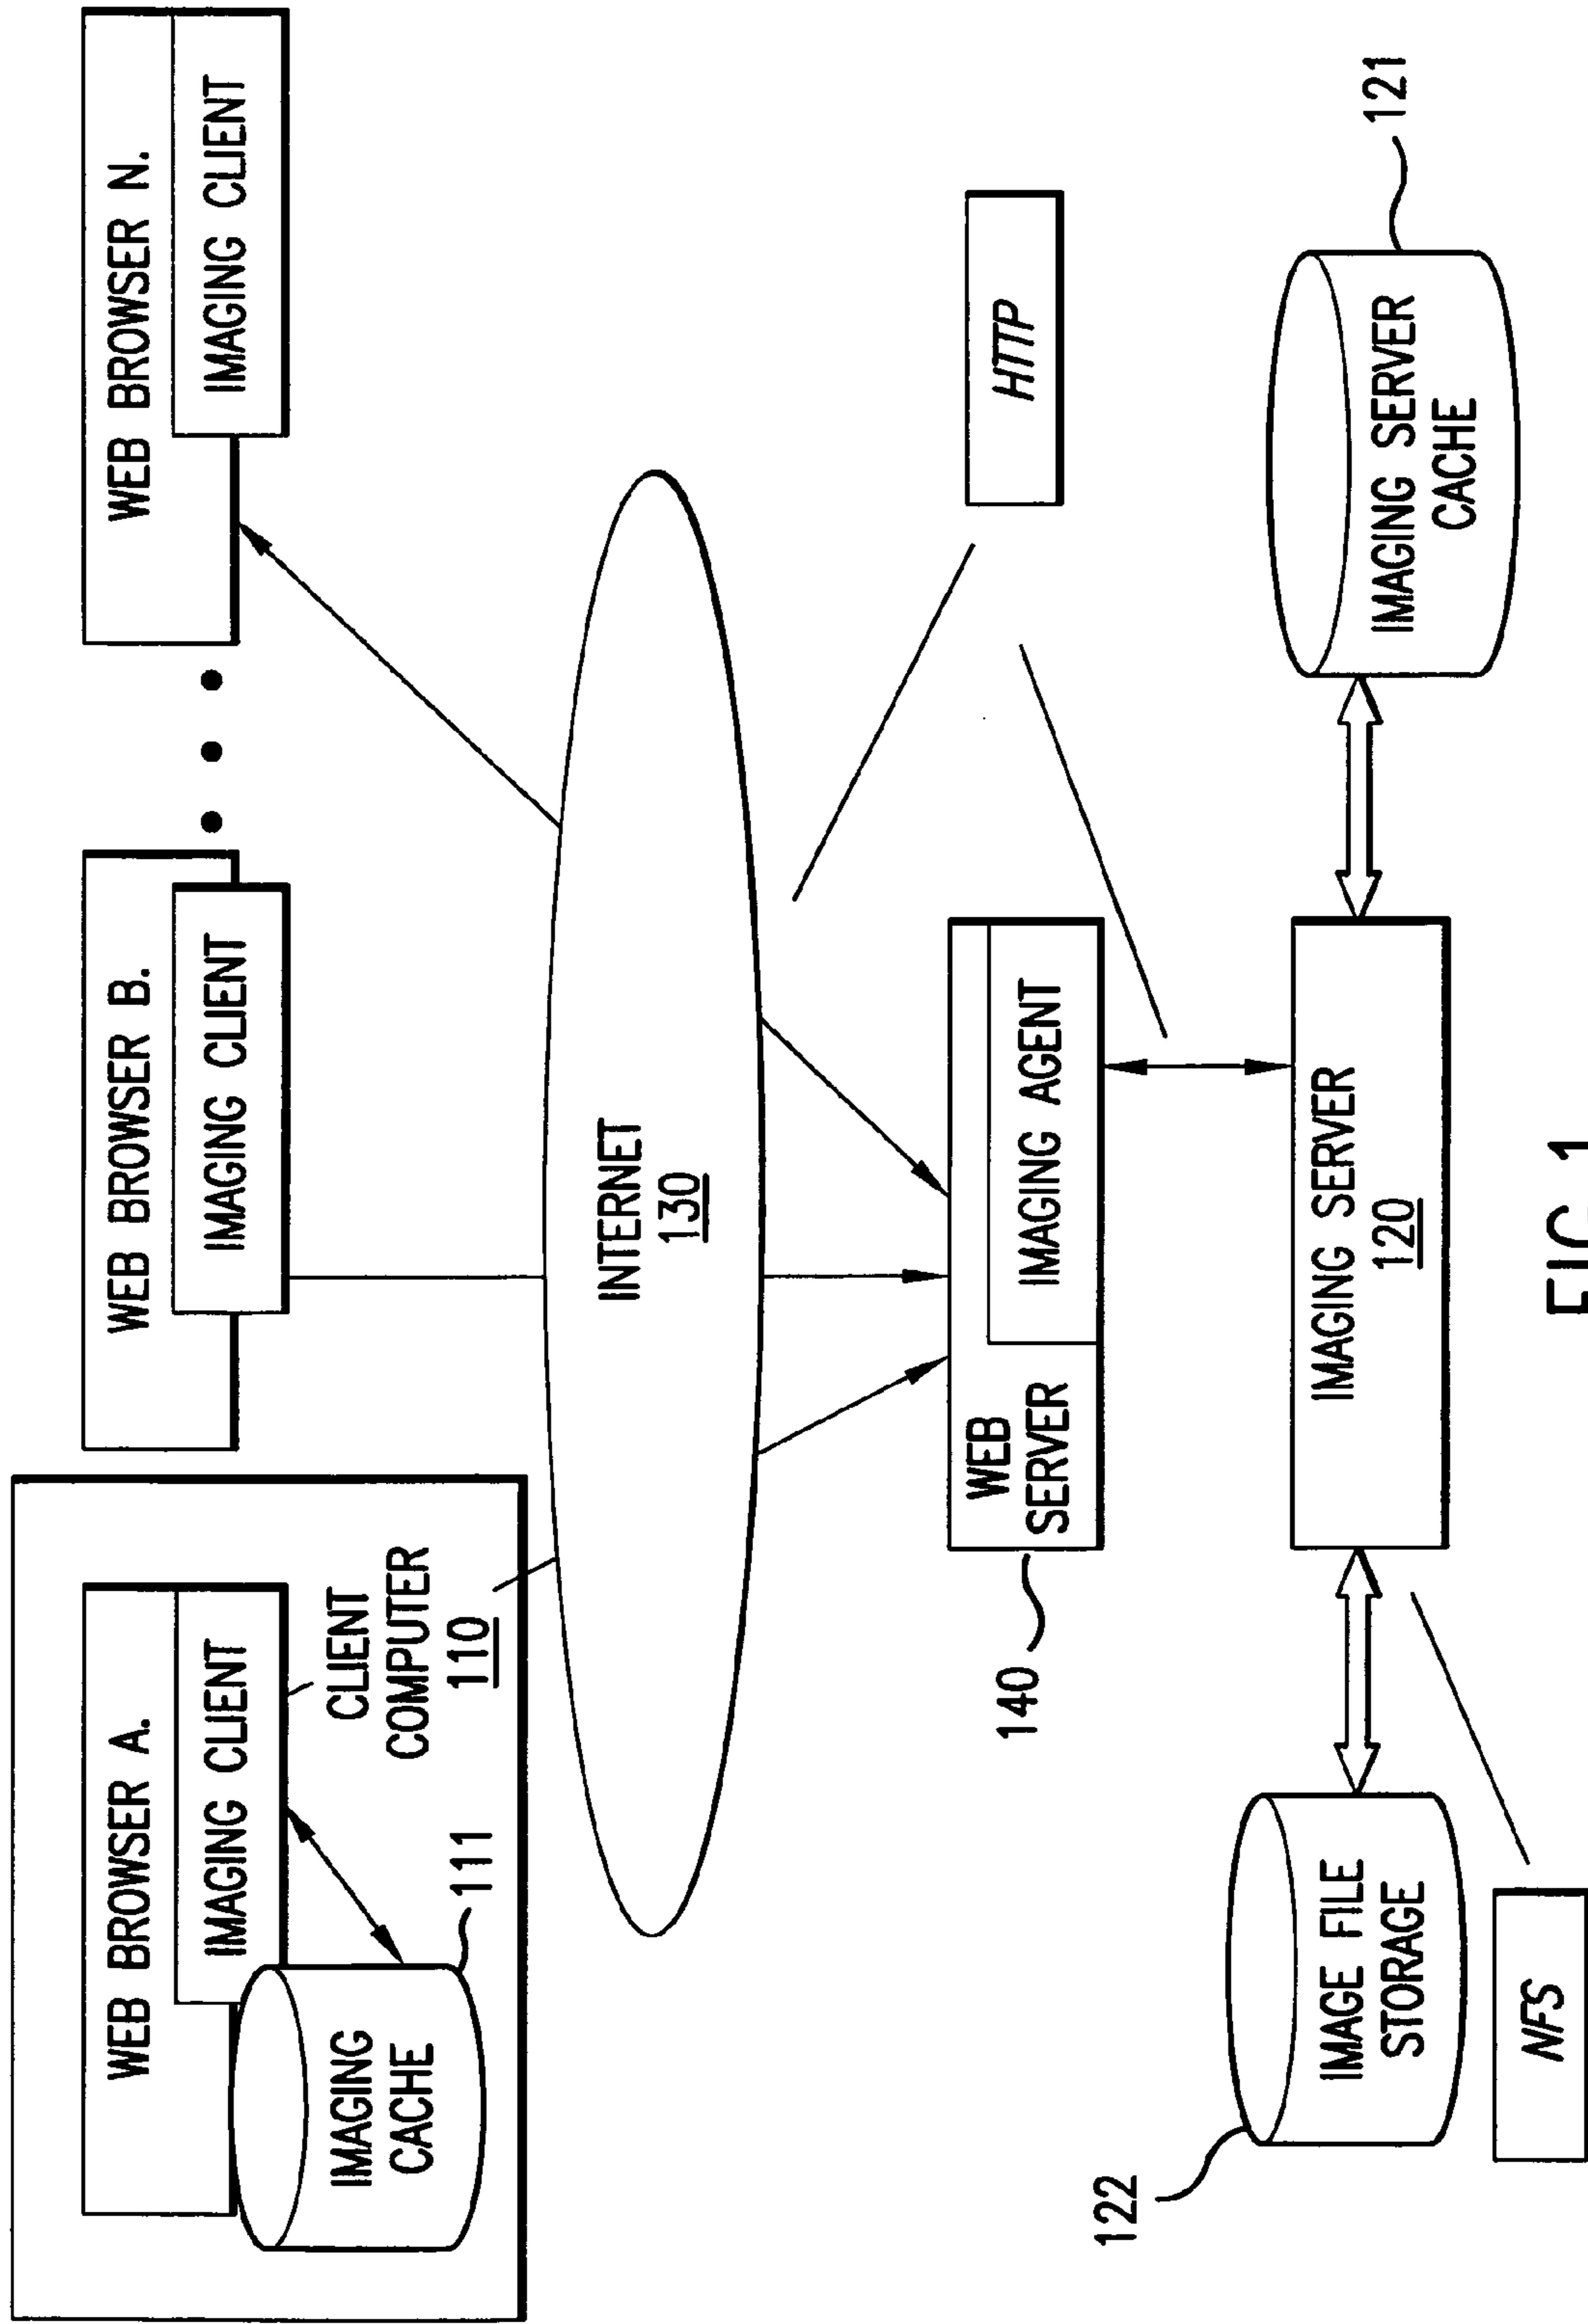 WEB BROWSER A.
IMAGING CLIENT
IMAGING
CACHE
111
CLIENT
COMPUTER
110
WEB BROWSER B.
IMAGING CLIENT
WEB BROWSER N.
IMAGING CLIENT
INTERNET
130
HTTP
140
WEB
SERVER
IMAGING AGENT
122
IMAGE FILE
STORAGE
IMAGING SERVER
120
IMAGING SERVER
CACHE
121
NFS
FIG.1